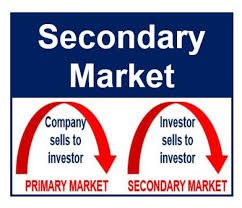 Secondary
Market
Company
sells to
investor
Investor
sells to
investor
PRIMARY MARKET
SECONDARY MARKET